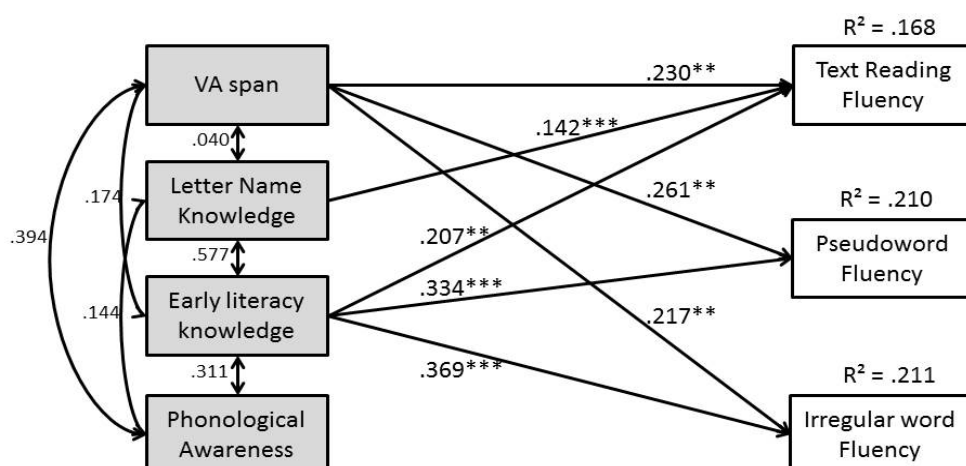 R² = .168
VA span
.230**
Text Reading
Fluency
.040
.142***
Letter Name
Knowledge
.174
.261**
R² = .210
.394
.577
.207**
Pseudoword
Fluency
Early literacy
knowledge
.334***
.144
.217**
.311
.369***
R² = .211
Phonological
Awareness
Irregular word
Fluency